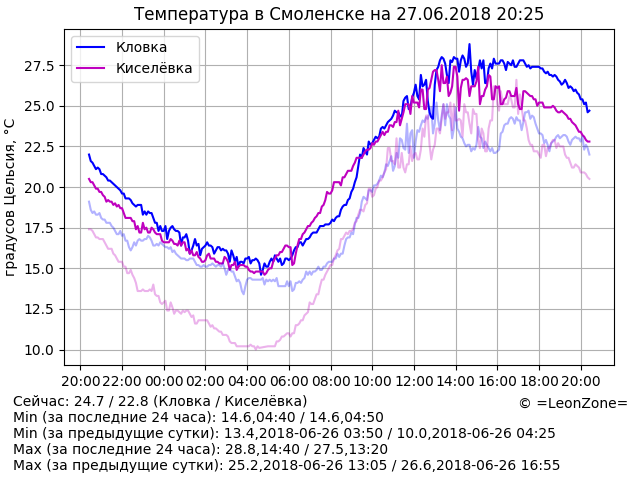 Температура в Смоленске на 27.06.2018 20:25
Кловка
Киселёвка
градусов Цельсия, °C
27.5
25.0
22.5
20.0
17.5
15.0
12.5
10.0
20:00 22:00 00:00 02:00 04:00 06:00 08:00 10:00 12:00 14:00 16:00 18:00 20:00
Сейчас: 24.7 / 22.8 (Кловка / Киселёвка)
© =LeonZone=
Min (за последние 24 часа): 14.6,04:40 / 14.6,04:50
Min (за предыдущие сутки): 13.4,2018-06-26 03:50 / 10.0,2018-06-26 04:25
Max (за последние 24 часа): 28.8,14:40 / 27.5,13:20
Max (за предыдущие сутки): 25.2,2018-06-26 13:05 / 26.6,2018-06-26 16:55